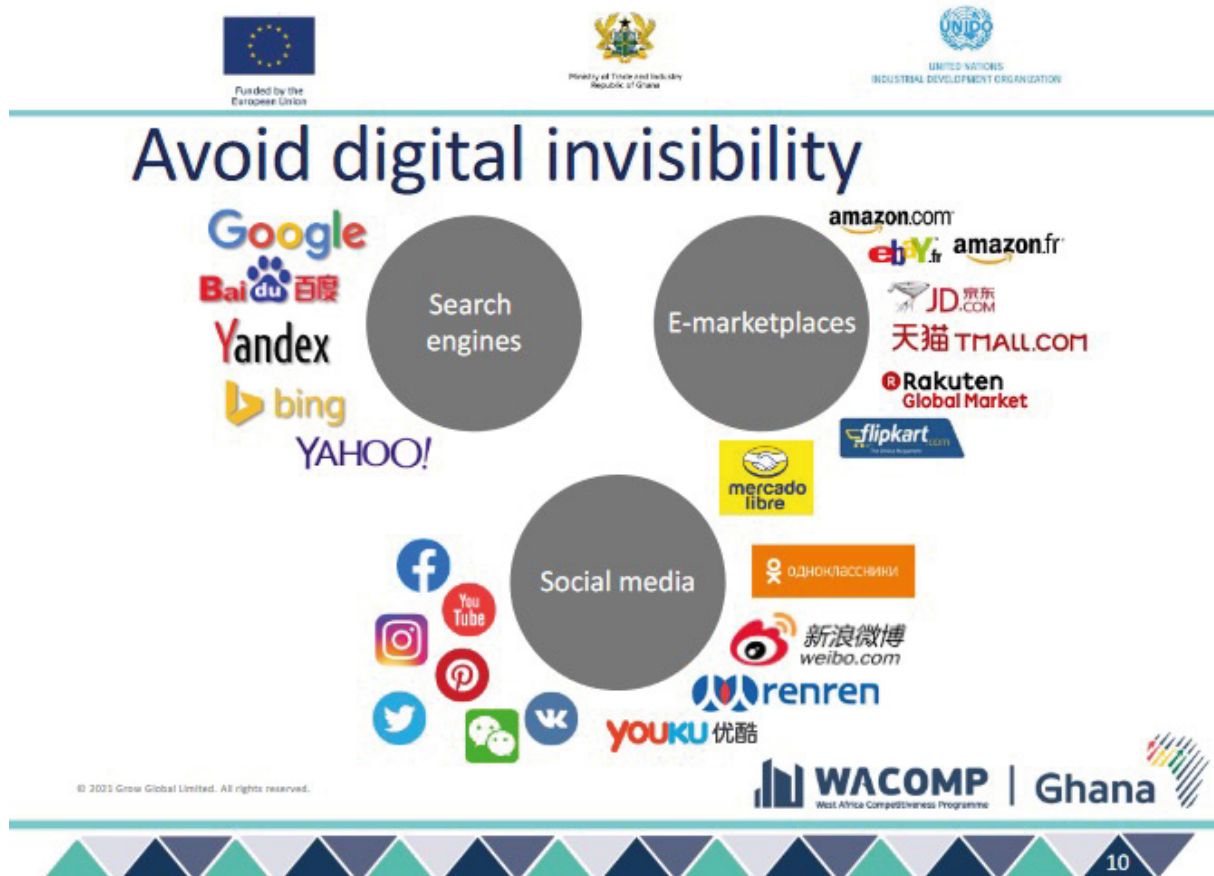 Funded by the
European Union
Ministry of Trade and Industry
Republic of Ghana
UNIDO
UNITED NATIONS
INDUSTRIAL DEVELOPMENT ORGANIZATION
Avoid digital invisibility
Google
Bai du 百度
Yandex
bing
YAHOO!
Search
engines
E-marketplaces
amazon.com
ebay.fr
amazon.fr
JD.COM 京东
天猫 TMALL.COM
Rakuten
Global Market
flipkart.com
mercado
libre
Social media
You
Tube
одноклассники
新浪微博
weibo.com
renren
YOUKU 优酷
© 2021 Grow Global Limited. All rights reserved.
WACOMP | Ghana
West Africa Competitiveness Programme
10